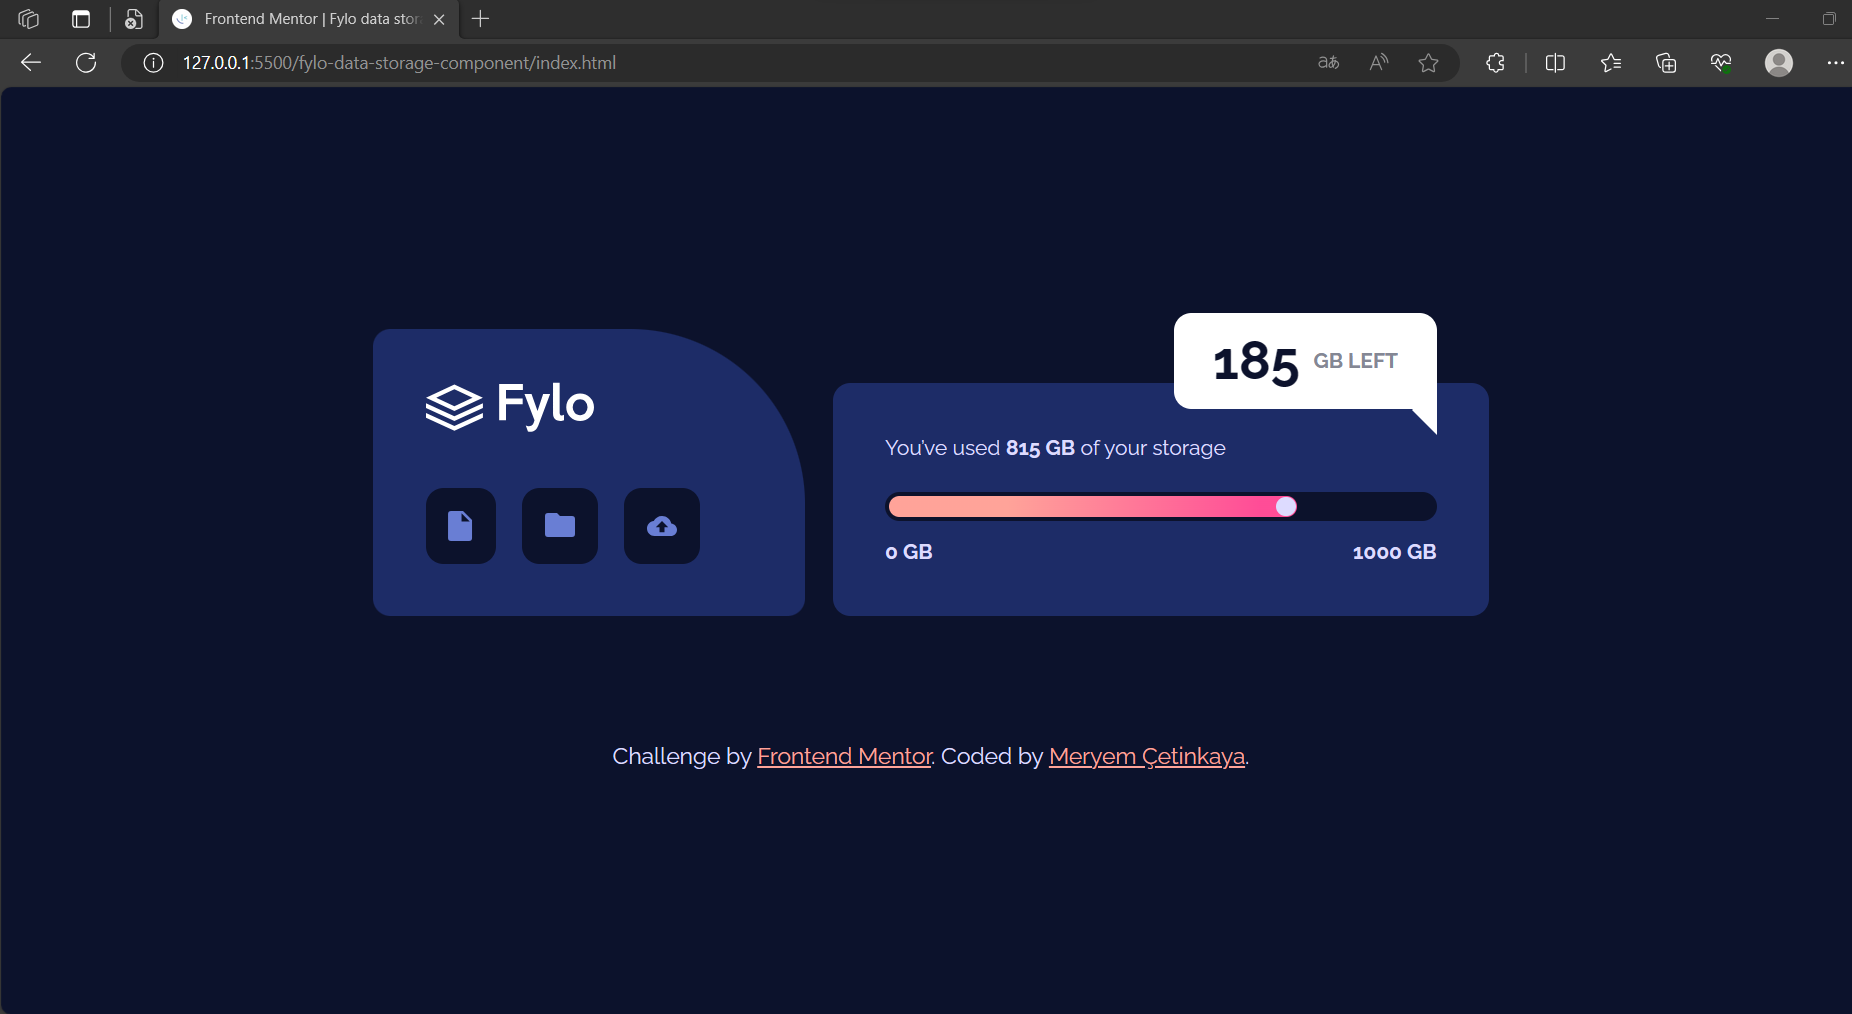 Frontend Mentor | Fylo data stor
127.0.0.1:5500/fylo-data-storage-component/index.html
Fylo
185 GB LEFT
You've used 815 GB of your storage
0 GB
1000 GB
Challenge by Frontend Mentor. Coded by Meryem Çetinkaya.